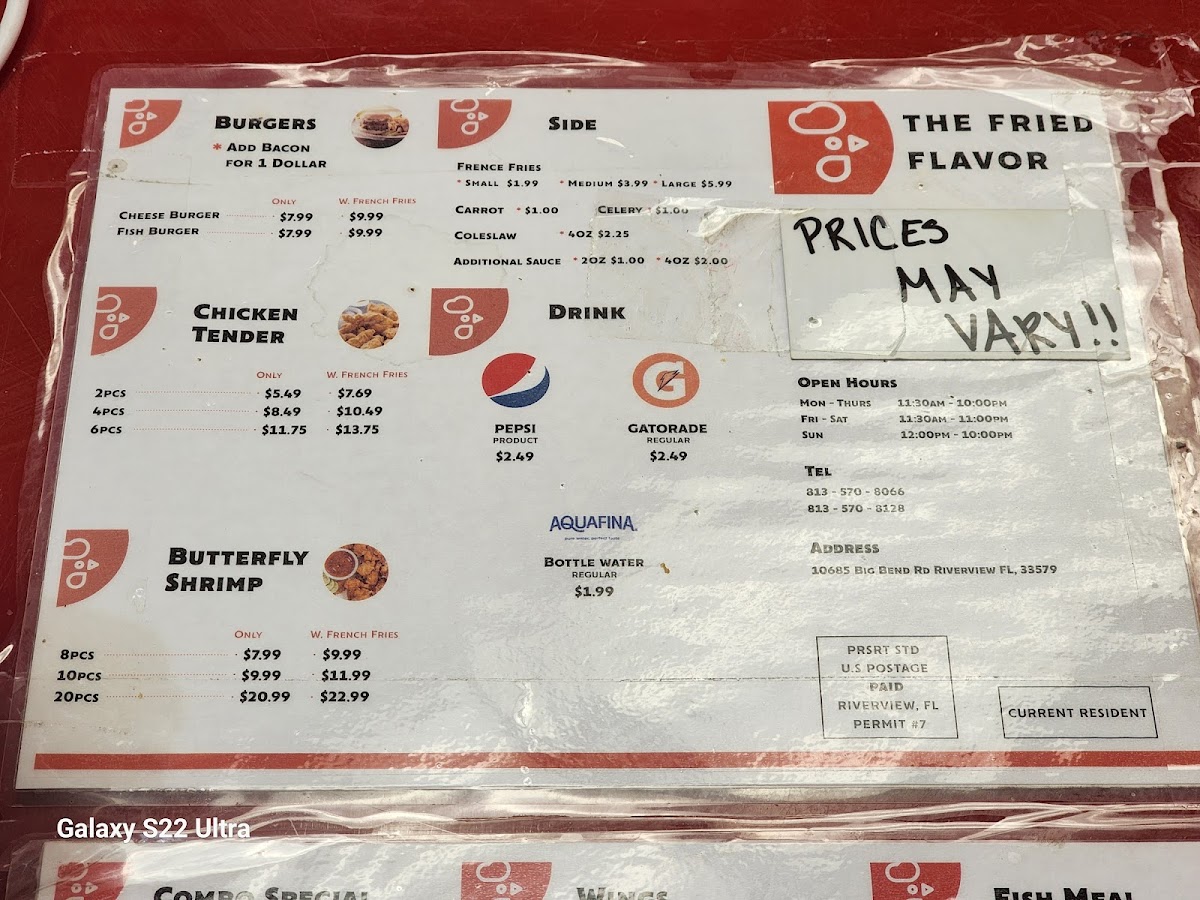 BURGERS
* ADD BACON
FOR 1 DOLLAR
ONLY W. FRENCH FRIES
CHEESE BURGER $7.99 $9.99
FISH BURGER $7.99 $9.99
CHICKEN
TENDER
ONLY W. FRENCH FRIES
2PCS $5.49 $7.69
4PCS $8.49 $10.49
6PCS $11.75 $13.75
BUTTERFLY
SHRIMP
ONLY W. FRENCH FRIES
8PCS $7.99 $9.99
10PCS $9.99 $11.99
20PCS $20.99 $22.99
SIDE
FRENCE FRIES
* SMALL $1.99 * MEDIUM $3.99 * LARGE $5.99
CARROT * $1.00 CELERY * $1.00
COLESLAW * 4OZ $2.25
ADDITIONAL SAUCE * 2OZ $1.00 * 4OZ $2.00
DRINK
G
PEPSI GATORADE
PRODUCT REGULAR
$2.49 $2.49
AQUAFINA
BOTTLE WATER
REGULAR
$1.99
THE FRIED
FLAVOR
PRICES
MAY
VARY!!
OPEN HOURS
MON - THURS 11:30AM - 10:00PM
FRI - SAT 11:30AM - 11:00PM
SUN 12:00PM - 10:00PM
TEL
813 - 570 - 8066
813 - 570 - 8128
ADDRESS
10685 BIG BEND RD RIVERVIEW FL, 33579
PRSRT STD
U.S POSTAGE
PAID
RIVERVIEW, FL
PERMIT #7
CURRENT RESIDENT
Galaxy S22 Ultra
COMBO SPECIAL WINGS FISH MEAL